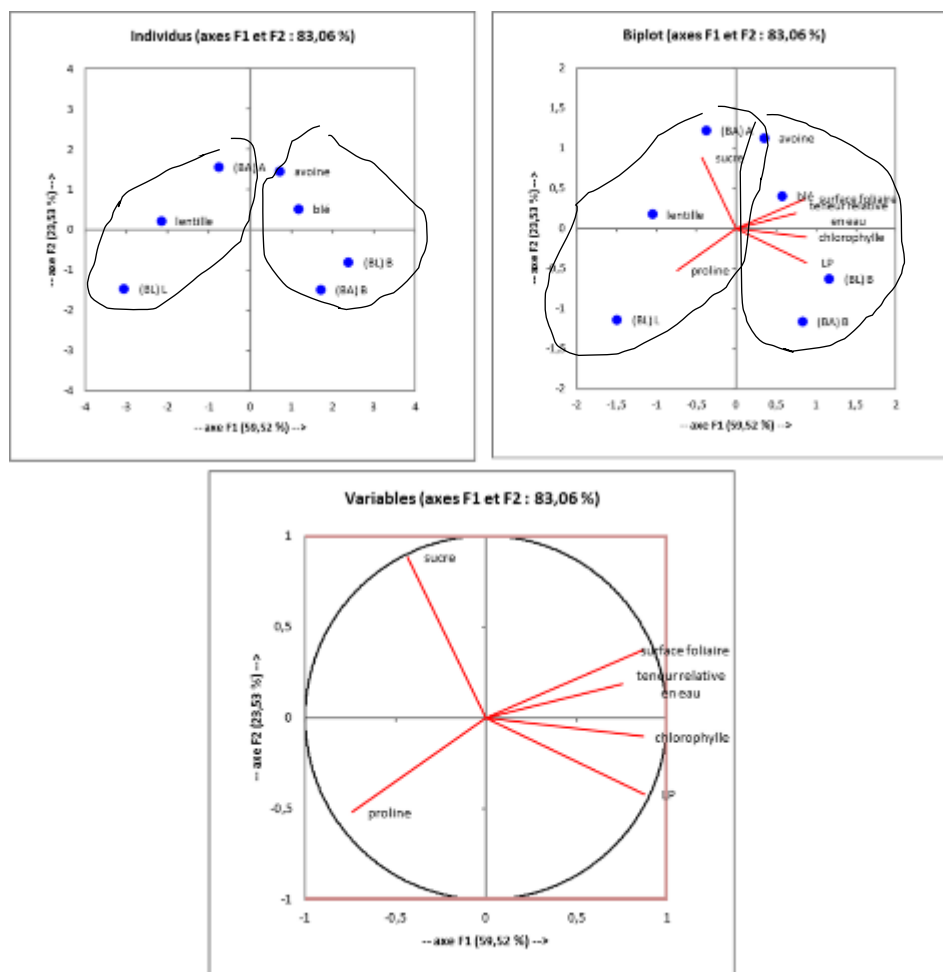 Individus (axes F1 et F2 : 83,06 %)
4
3
2
1
0
-1
-2
-3
-4
-4
-3
-2
-1
0
1
2
3
4
-- axe F2 (23,53 %) -->
-- axe F1 (59,52 %) -->
(BA) A
avoine
lentille
blé
(BL) B
(BL) L
(BA) B
Biplot (axes F1 et F2 : 83,06 %)
2
1,5
1
0,5
0
-0,5
-1
-1,5
-2
-2
-1,5
-1
-0,5
0
0,5
1
1,5
2
-- axe F2 (23,53 %) -->
-- axe F1 (59,52 %) -->
(BA) A
avoine
sucre
blé
surface foliaire
teneur relative
en eau
lentille
chlorophylle
proline
LP
(BL) B
(BL) L
(BA) B
Variables (axes F1 et F2 : 83,06 %)
1
0,5
0
-0,5
-1
-1
-0,5
0
0,5
1
-- axe F2 (23,53 %) -->
-- axe F1 (59,52 %) -->
sucre
surface foliaire
teneur relative
en eau
chlorophylle
LP
proline